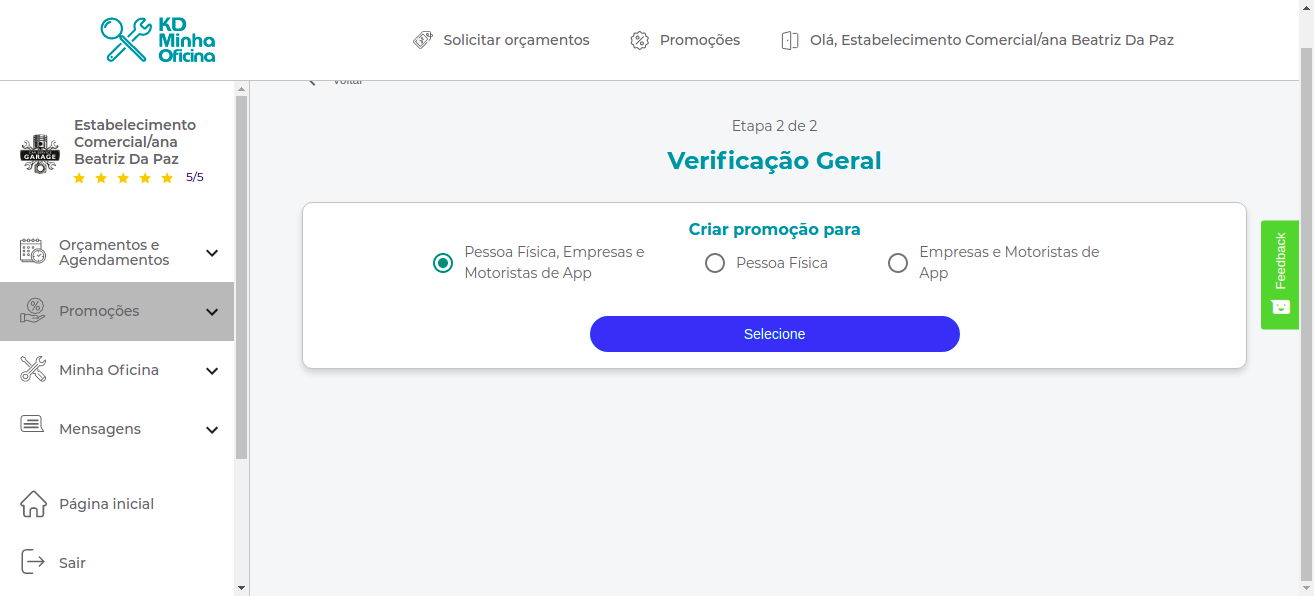 KD
Minha
Oficina
Solicitar orçamentos
Promoções
Olá, Estabelecimento Comercial/ana Beatriz Da Paz
Voltar
Estabelecimento
Comercial/ana
Beatriz Da Paz
5/5
GARAGE
Orçamentos e
Agendamentos
Promoções
Minha Oficina
Mensagens
Página inicial
Sair
Etapa 2 de 2
Verificação Geral
Criar promoção para
Pessoa Física, Empresas e
Motoristas de App
Pessoa Física
Empresas e Motoristas de
App
Selecione
Feedback